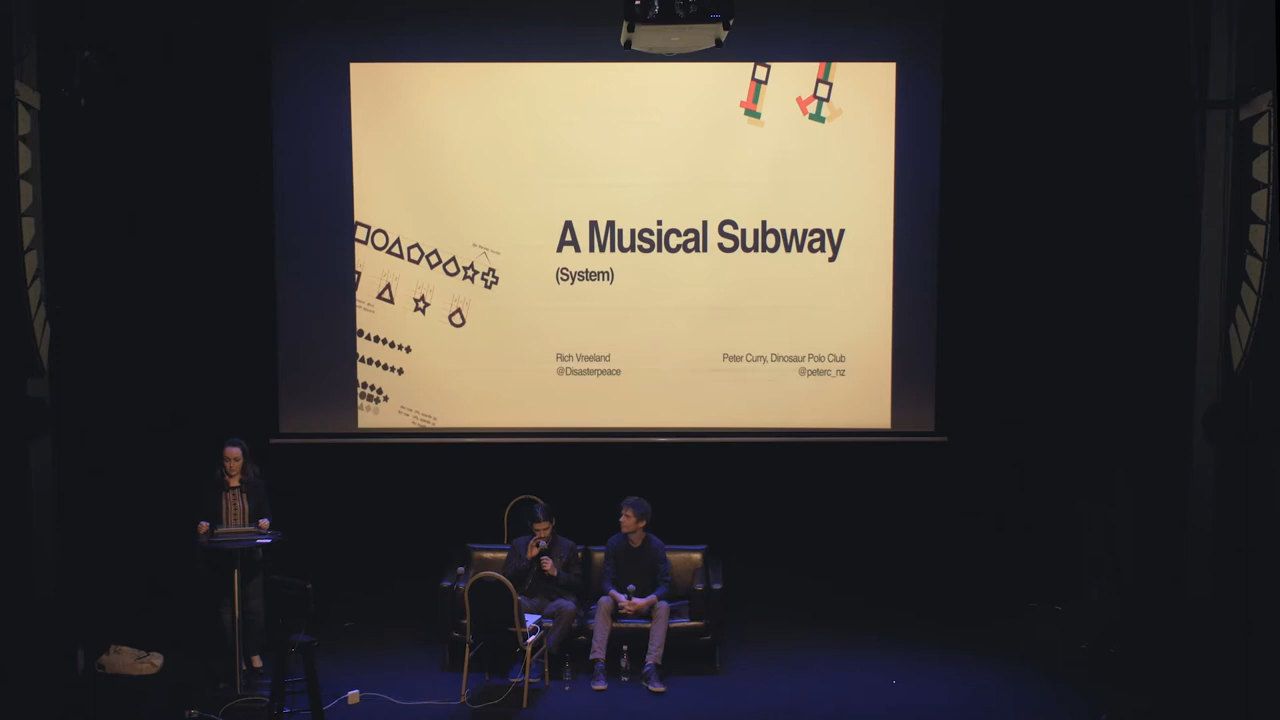 A Musical Subway
(System)
Rich Vreeland
@Disasterpeace
Peter Curry, Dinosaur Polo Club
@peterc_nz